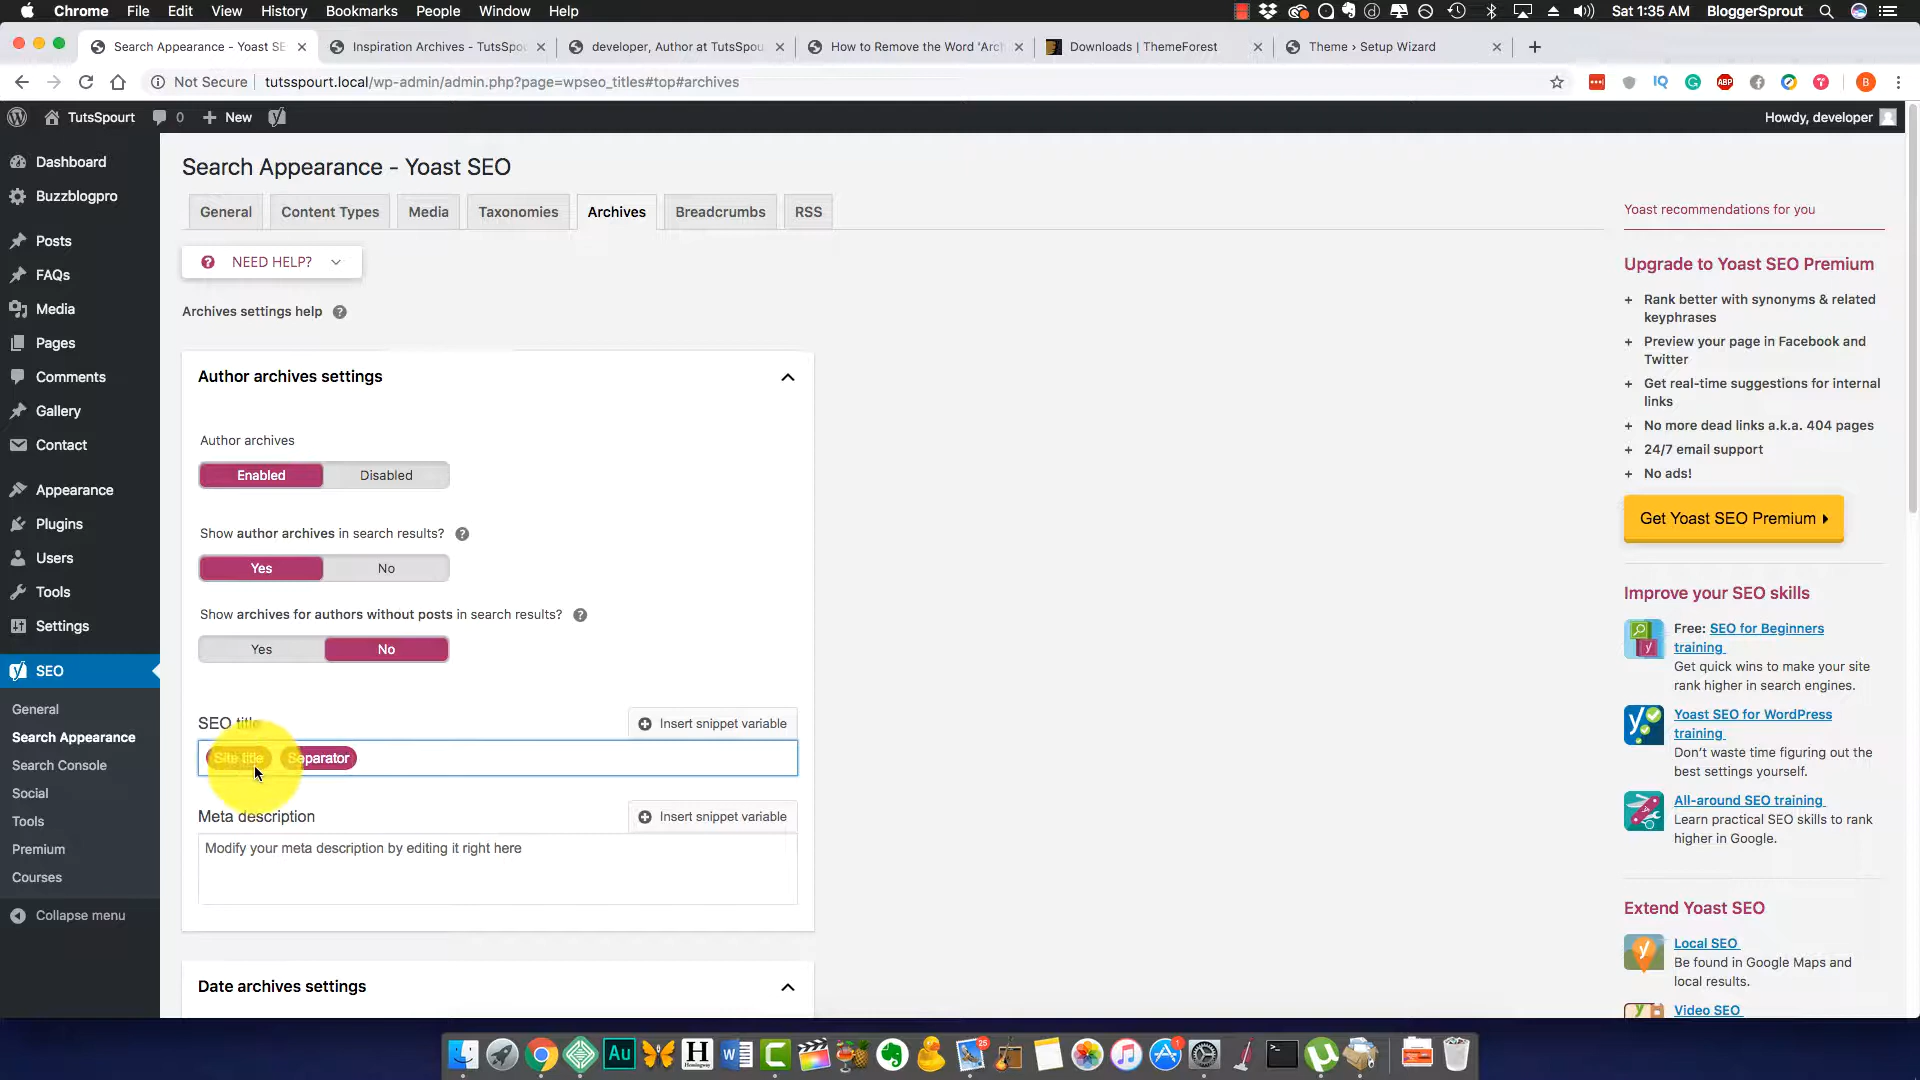 Chrome File Edit View History Bookmarks People Window Help
Sat 1:35 AM BloggerSprout
Search Appearance - Yoast SE
Inspiration Archives - TutsSpou
developer, Author at TutsSpou
How to Remove the Word 'Arch
Downloads | ThemeForest
Theme › Setup Wizard
Not Secure
tutsspourt.local/wp-admin/admin.php?page=wpseo_titles#top#archives
TutsSpourt 0 New
Howdy, developer
Dashboard
Buzzblogpro
Posts
FAQs
Media
Pages
Comments
Gallery
Contact
Appearance
Plugins
Users
Tools
Settings
SEO
General
Search Appearance
Search Console
Social
Tools
Premium
Courses
Collapse menu
Search Appearance - Yoast SEO
General Content Types Media Taxonomies Archives Breadcrumbs RSS
NEED HELP?
Archives settings help
Author archives settings
Author archives
Enabled Disabled
Show author archives in search results?
Yes No
Show archives for authors without posts in search results?
Yes No
SEO title
Insert snippet variable
Site title Separator
Meta description
Insert snippet variable
Modify your meta description by editing it right here
Date archives settings
Yoast recommendations for you
Upgrade to Yoast SEO Premium
+ Rank better with synonyms & related
keyphrases
+ Preview your page in Facebook and
Twitter
+ Get real-time suggestions for internal
links
+ No more dead links a.k.a. 404 pages
+ 24/7 email support
+ No ads!
Get Yoast SEO Premium
Improve your SEO skills
Free: SEO for Beginners
training
Get quick wins to make your site
rank higher in search engines.
Yoast SEO for WordPress
training
Don't waste time figuring out the
best settings yourself.
All-around SEO training
Learn practical SEO skills to rank
higher in Google.
Extend Yoast SEO
Local SEO
Be found in Google Maps and
local results.
Video SEO